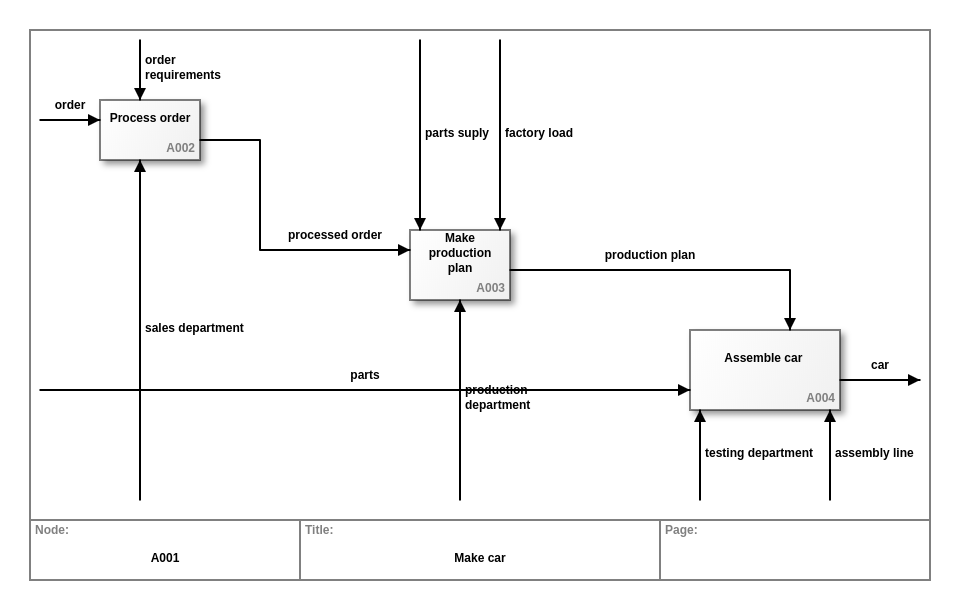 order
requirements
order
Process order
A002
parts suply
factory load
processed order
Make
production
plan
A003
production plan
sales department
parts
production
department
Assemble car
A004
car
testing department
assembly line
Node:
A001
Title:
Make car
Page: